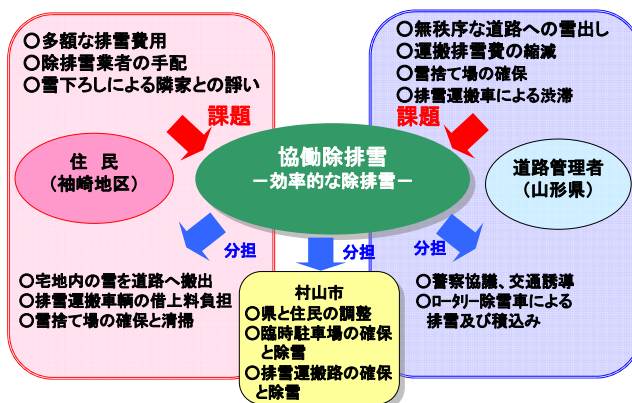 ○多額な排雪費用
○除排雪業者の手配
○雪下ろしによる隣家との諍い
課題
住 民
（袖崎地区）
○無秩序な道路への雪出し
○運搬排雪費の縮減
○雪捨て場の確保
○排雪運搬車による渋滞
課題
道路管理者
（山形県）
協働除排雪
－効率的な除排雪－
分担
分担
分担
○宅地内の雪を道路へ搬出
○排雪運搬車輌の借上料負担
○雪捨て場の確保と清掃
村山市
○県と住民の調整
○臨時駐車場の確保
と除雪
○排雪運搬路の確保
と除雪
○警察協議、交通誘導
○ﾛｰﾀﾘｰ除雪車による
排雪及び積込み